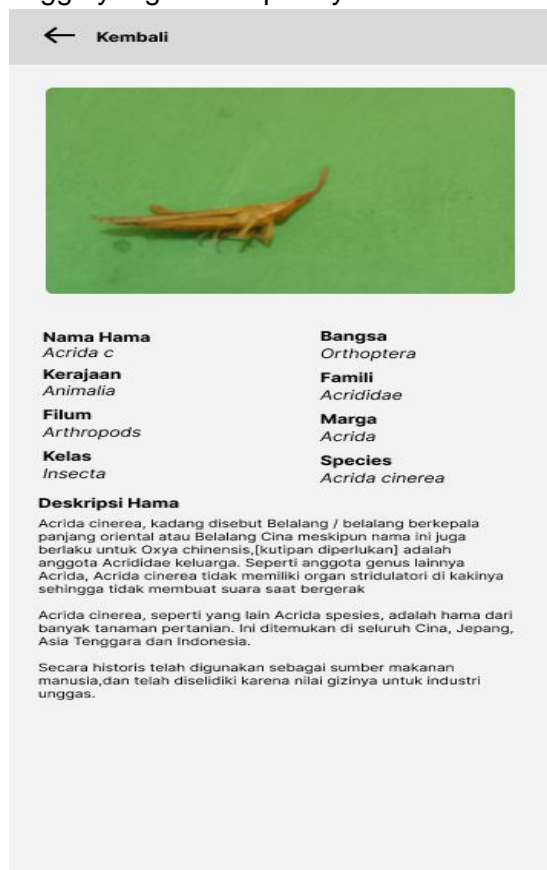 Kembali
Nama Hama
Acrida c
Kerajaan
Animalia
Filum
Arthropods
Kelas
Insecta
Bangsa
Orthoptera
Famili
Acrididae
Marga
Acrida
Species
Acrida cinerea
Deskripsi Hama
Acrida cinerea, kadang disebut Belalang / belalang berkepala
panjang oriental atau Belalang Cina meskipun nama ini juga
berlaku untuk Oxya chinensis,[kutipan diperlukan] adalah
anggota Acrididae keluarga. Seperti anggota genus lainnya
Acrida, Acrida cinerea tidak memiliki organ stridulatori di kakinya
sehingga tidak membuat suara saat bergerak
Acrida cinerea, seperti yang lain Acrida spesies, adalah hama dari
banyak tanaman pertanian. Ini ditemukan di seluruh Cina, Jepang,
Asia Tenggara dan Indonesia.
Secara historis telah digunakan sebagai sumber makanan
manusia,dan telah diselidiki karena nilai gizinya untuk industri
unggas.